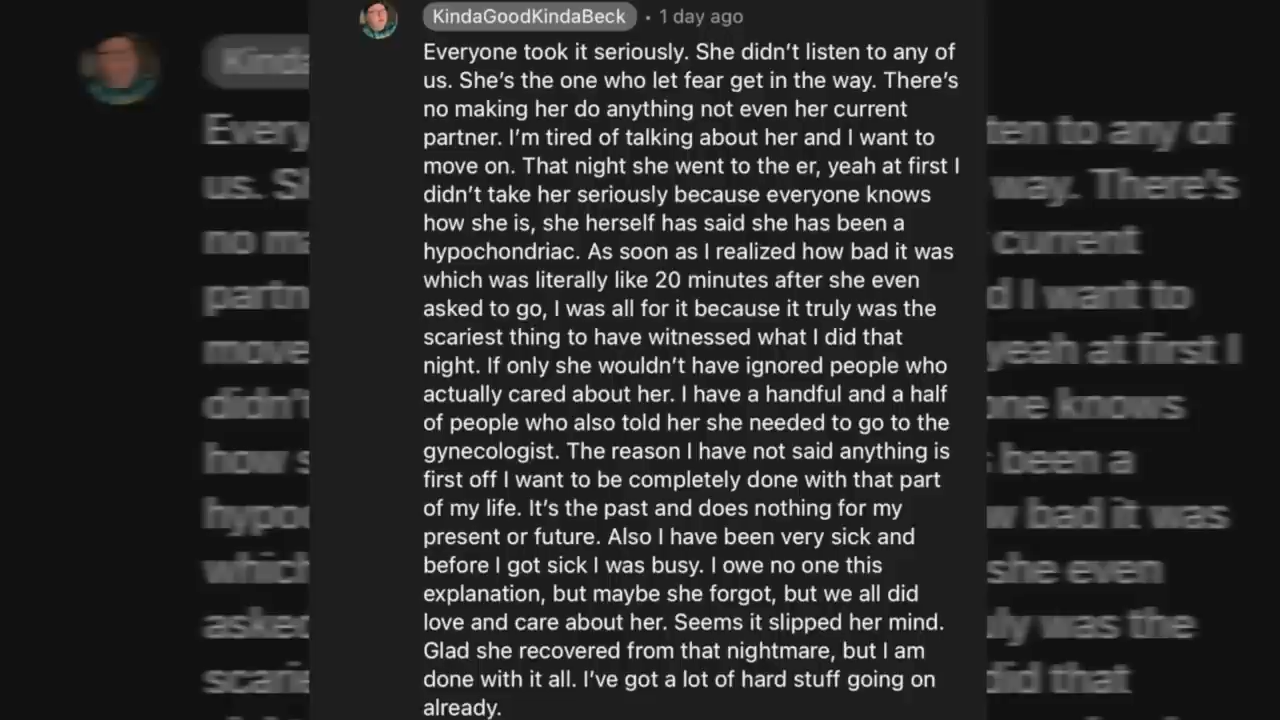 KindaGoodKindaBeck • 1 day ago
Everyone took it seriously. She didn’t listen to any of
us. She’s the one who let fear get in the way. There’s
no making her do anything not even her current
partner. I’m tired of talking about her and I want to
move on. That night she went to the er, yeah at first I
didn’t take her seriously because everyone knows
how she is, she herself has said she has been a
hypochondriac. As soon as I realized how bad it was
which was literally like 20 minutes after she even
asked to go, I was all for it because it truly was the
scariest thing to have witnessed what I did that
night. If only she wouldn’t have ignored people who
actually cared about her. I have a handful and a half
of people who also told her she needed to go to the
gynecologist. The reason I have not said anything is
first off I want to be completely done with that part
of my life. It’s the past and does nothing for my
present or future. Also I have been very sick and
before I got sick I was busy. I owe no one this
explanation, but maybe she forgot, but we all did
love and care about her. Seems it slipped her mind.
Glad she recovered from that nightmare, but I am
done with it all. I’ve got a lot of hard stuff going on
already.